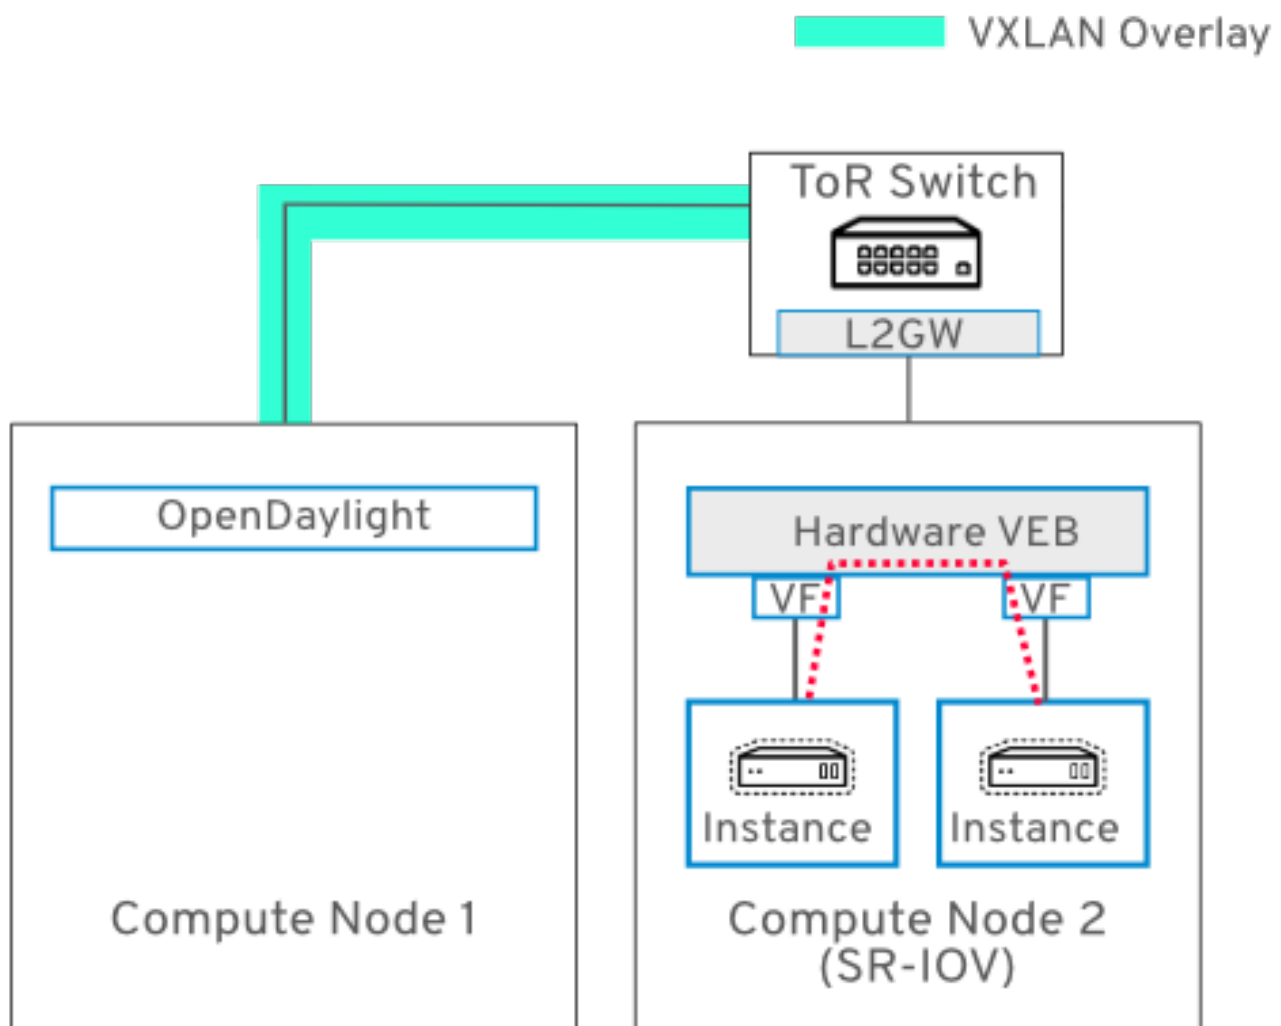 VXLAN Overlay
ToR Switch
L2GW
OpenDaylight
Hardware VEB
VF
VF
Instance
Instance
Compute Node 1
Compute Node 2
(SR-IOV)